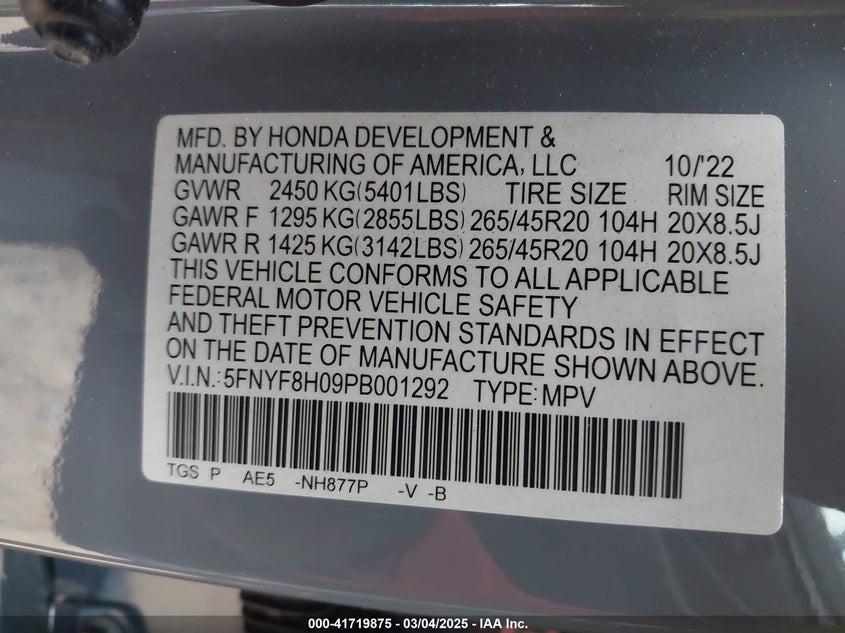 MFD. BY HONDA DEVELOPMENT &
MANUFACTURING OF AMERICA, LLC 10/'22
GVWR 2450 KG(5401LBS) TIRE SIZE RIM SIZE
GAWR F 1295 KG(2855LBS) 265/45R20 104H 20X8.5J
GAWR R 1425 KG(3142LBS) 265/45R20 104H 20X8.5J
THIS VEHICLE CONFORMS TO ALL APPLICABLE
FEDERAL MOTOR VEHICLE SAFETY
AND THEFT PREVENTION STANDARDS IN EFFECT
ON THE DATE OF MANUFACTURE SHOWN ABOVE.
V.I.N.:5FNYF8H09PB001292 TYPE:MPV
TGS P AE5 -NH877P -V -B
000-41719875 - 03/04/2025 - IAA Inc.